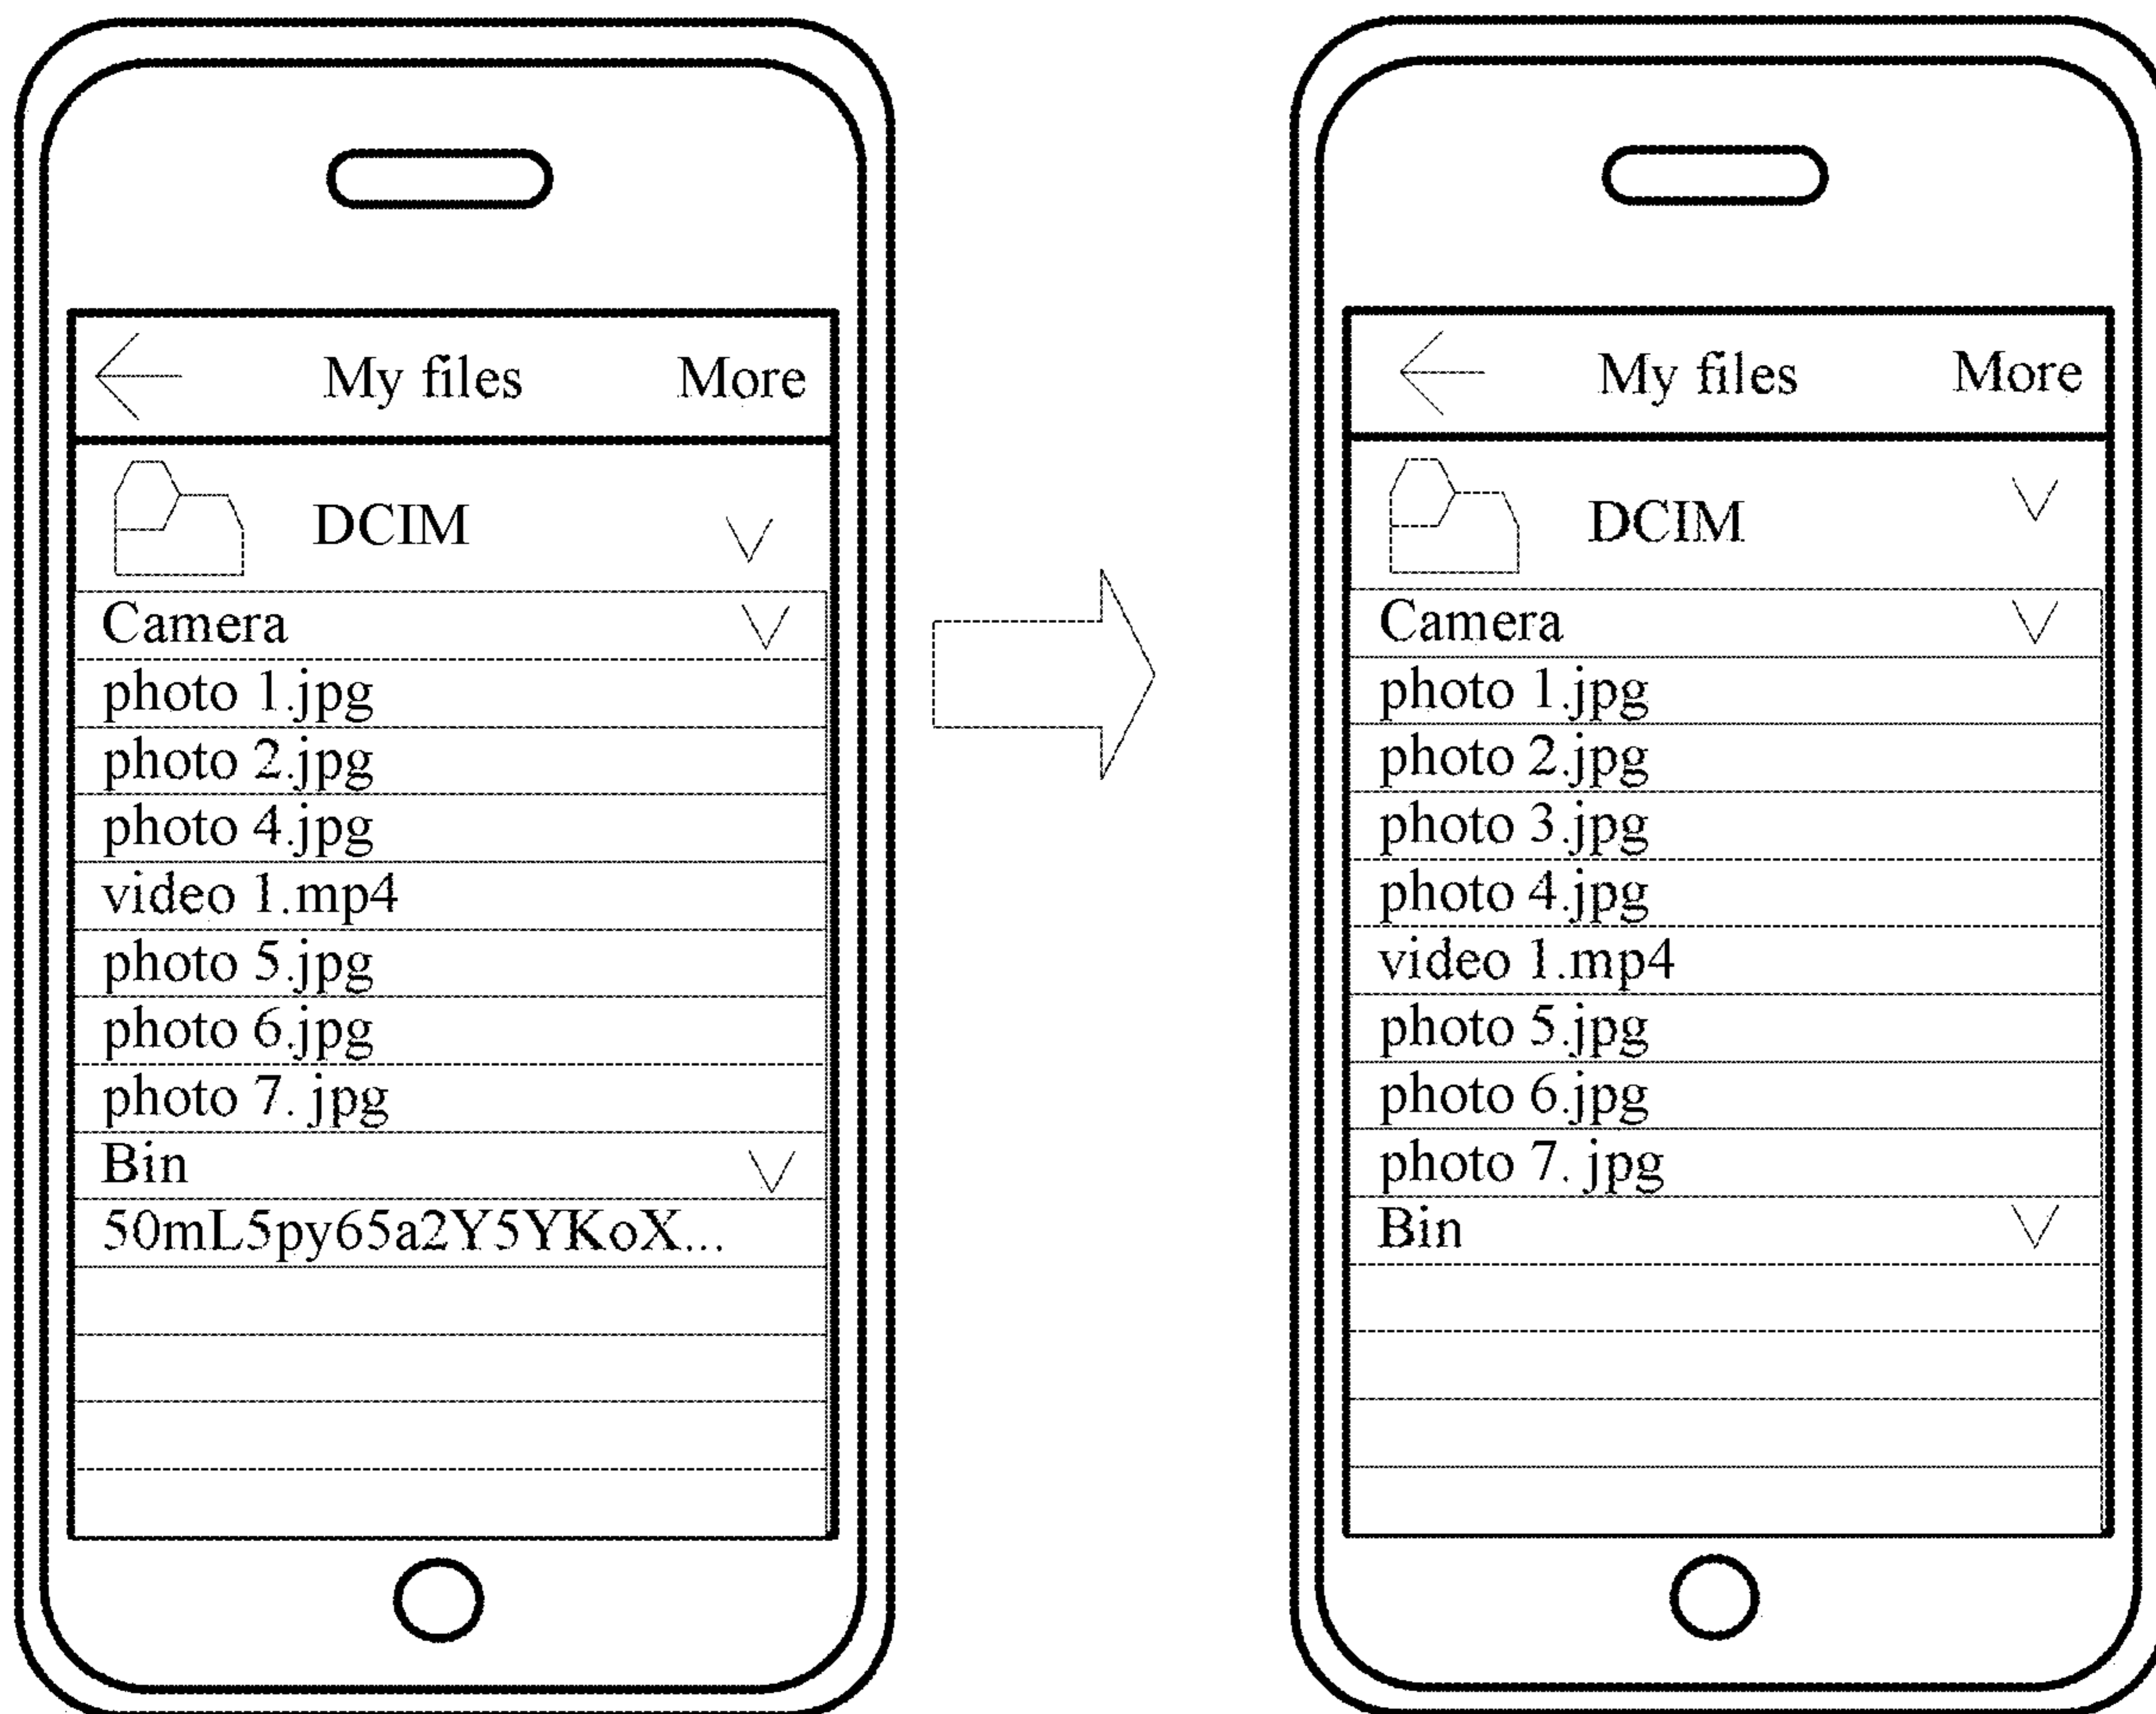 My files More
DCIM
Camera
photo 1.jpg
photo 2.jpg
photo 4.jpg
video 1.mp4
photo 5.jpg
photo 6.jpg
photo 7. jpg
Bin
50mL5py65a2Y5YKoX...
My files More
DCIM
Camera
photo 1.jpg
photo 2.jpg
photo 3.jpg
photo 4.jpg
video 1.mp4
photo 5.jpg
photo 6.jpg
photo 7. jpg
Bin